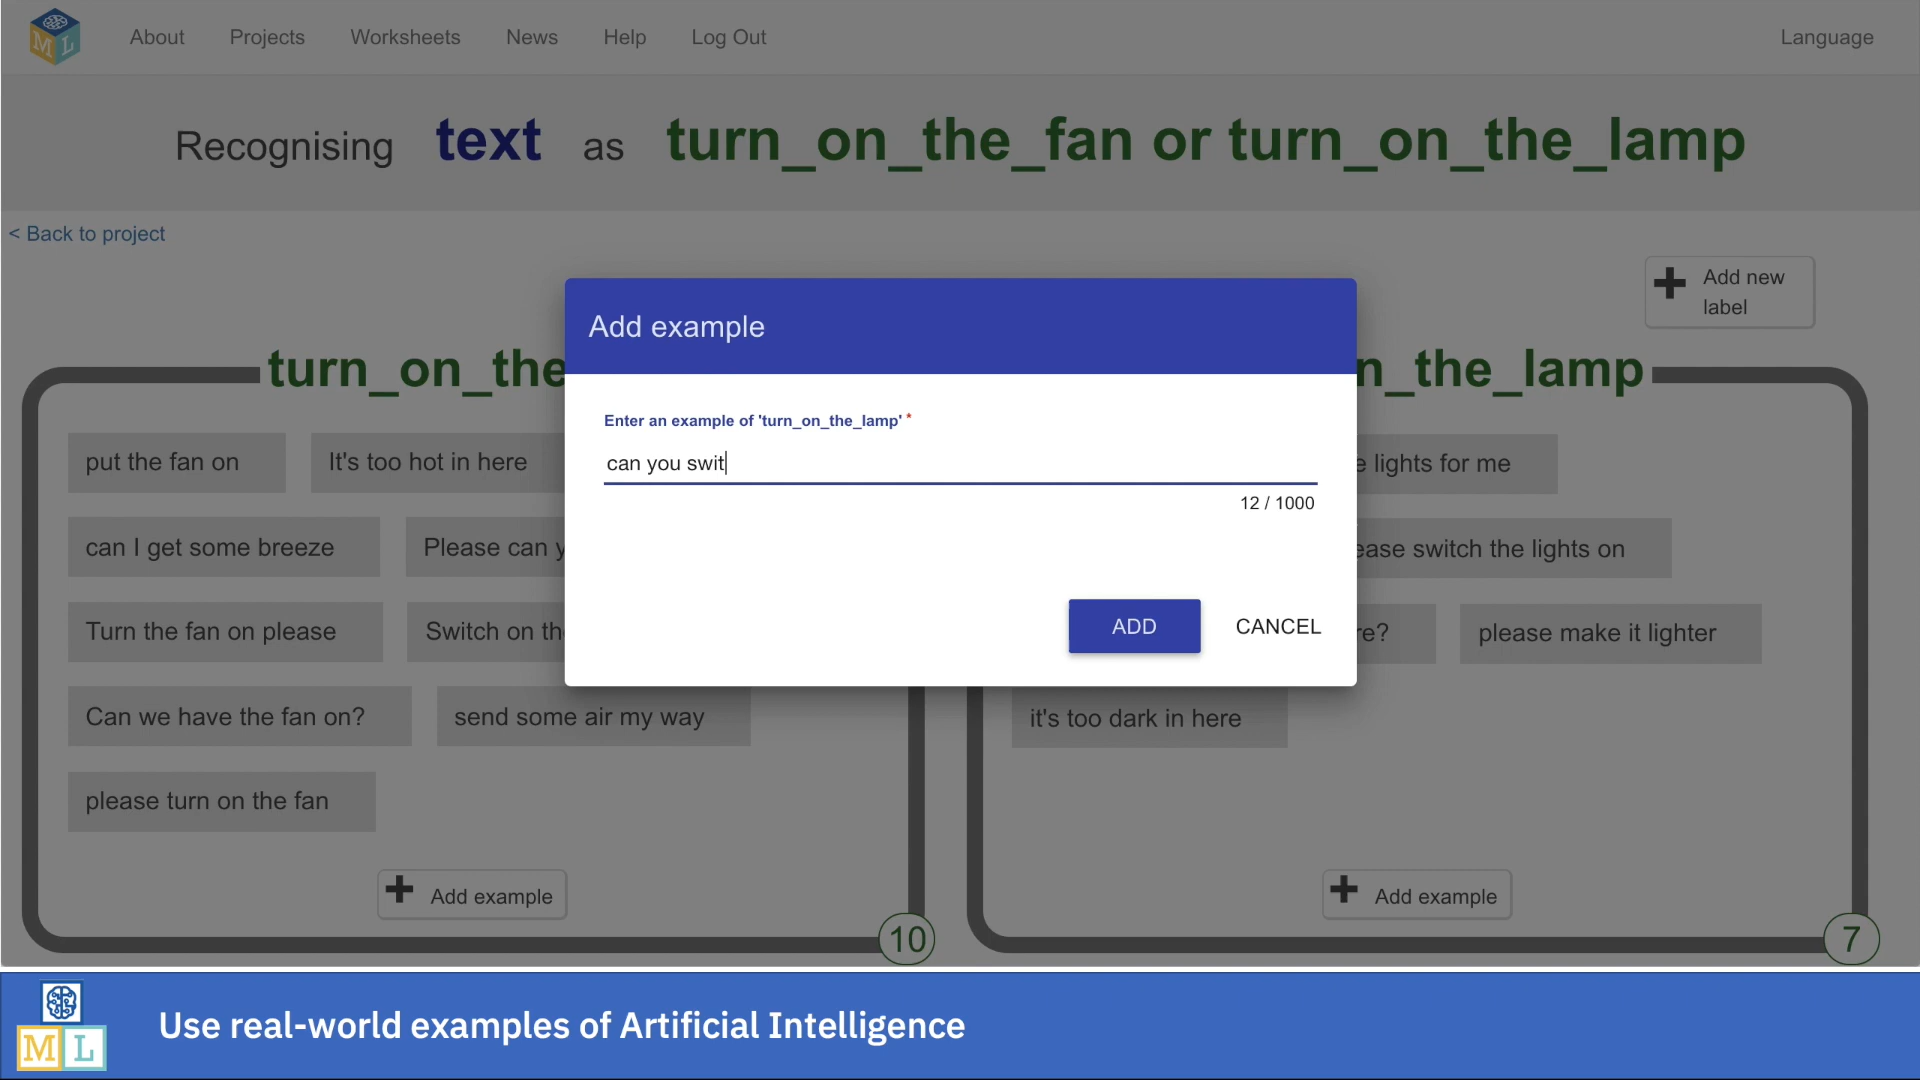 M L
About Projects Worksheets News Help Log Out Language
Recognising text as turn_on_the_fan or turn_on_the_lamp
< Back to project
Add new
label
turn_on_the
n_the_lamp
put the fan on
It's too hot in here
can I get some breeze
Please can y
Turn the fan on please
Switch on th
Can we have the fan on?
send some air my way
please turn on the fan
Add example
10
Add example
Enter an example of 'turn_on_the_lamp' *
can you swit
12 / 1000
ADD CANCEL
e lights for me
ease switch the lights on
re?
please make it lighter
it's too dark in here
Add example
7
M L
Use real-world examples of Artificial Intelligence